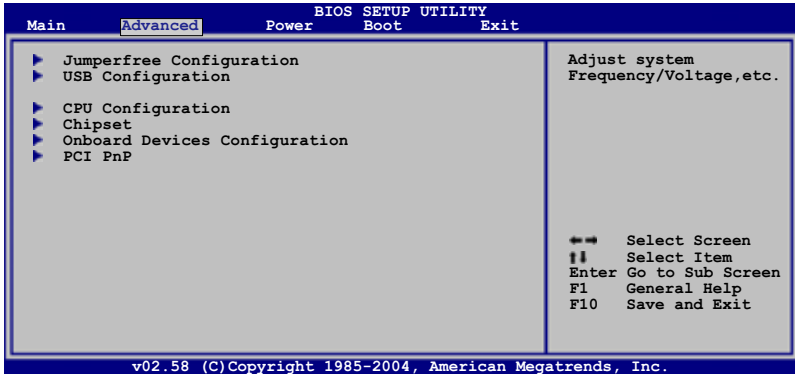 BIOS SETUP UTILITY
Main Advanced Power Boot Exit
Jumperfree Configuration
USB Configuration
CPU Configuration
Chipset
Onboard Devices Configuration
PCI PnP
Adjust system
Frequency/Voltage,etc.
Select Screen
Select Item
Enter Go to Sub Screen
F1 General Help
F10 Save and Exit
v02.58 (C)Copyright 1985-2004, American Megatrends, Inc.